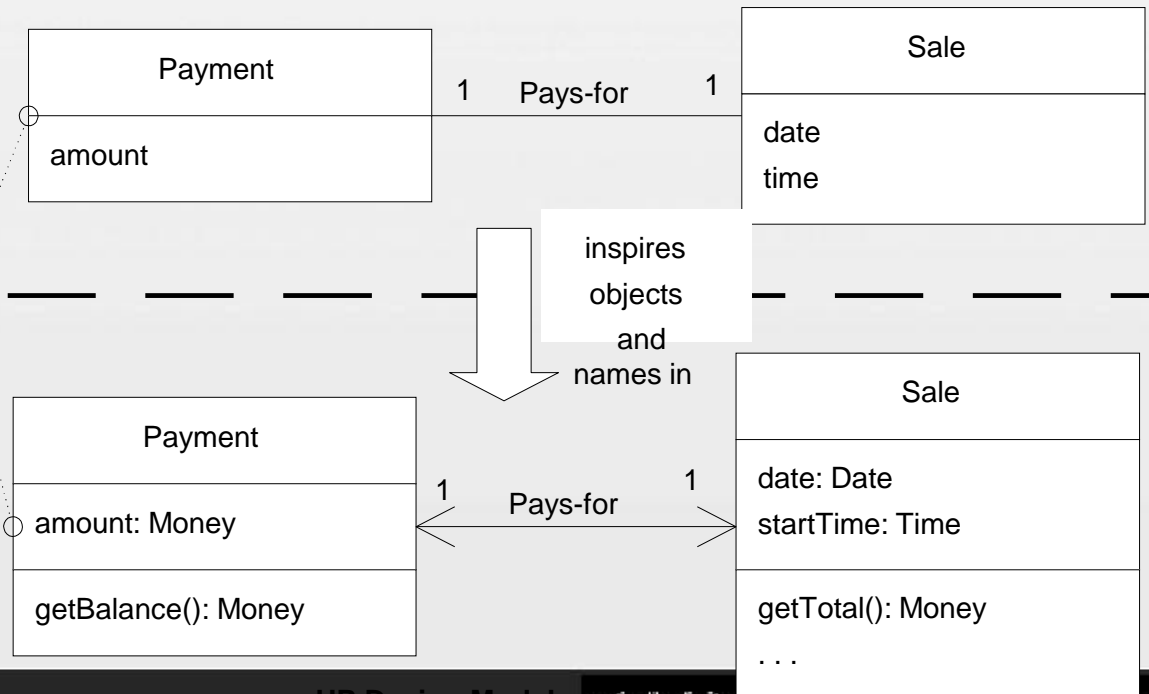 Payment
1 Pays-for 1
Sale
amount
date
time
inspires
objects
and
names in
Payment
1 Pays-for 1
Sale
amount: Money
date: Date
startTime: Time
getBalance(): Money
getTotal(): Money
. . .